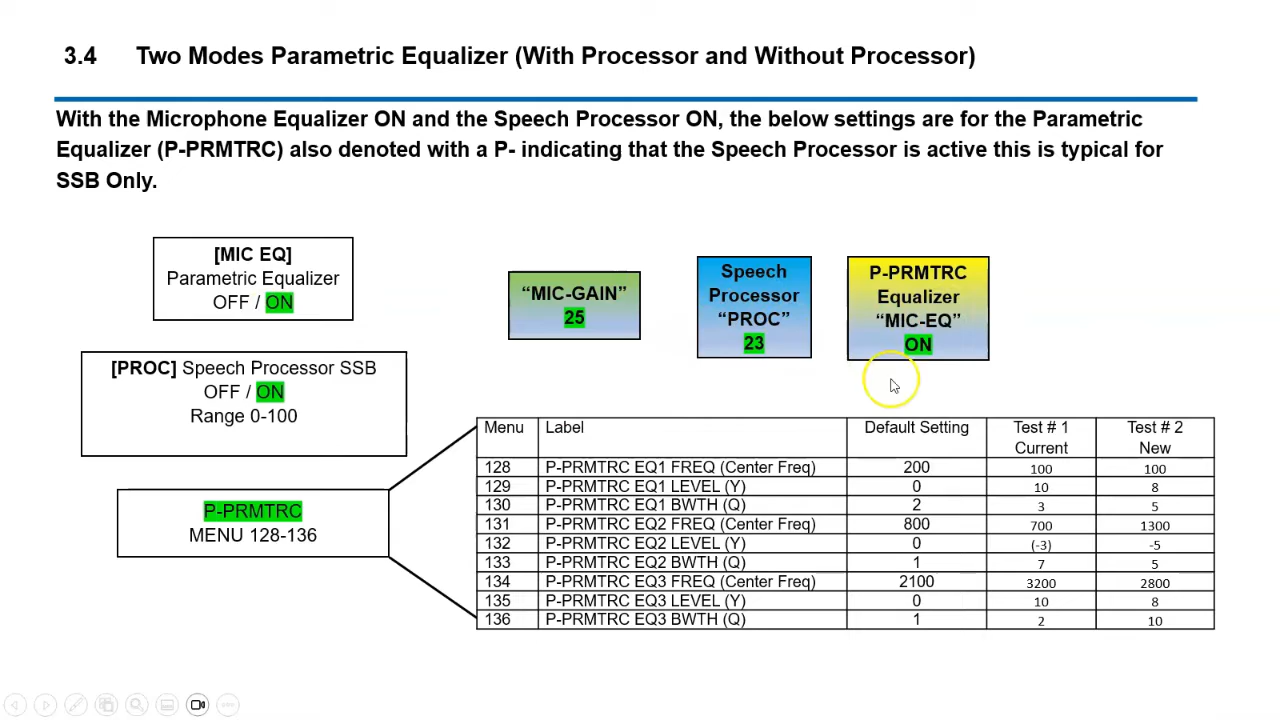 3.4 Two Modes Parametric Equalizer (With Processor and Without Processor)
With the Microphone Equalizer ON and the Speech Processor ON, the below settings are for the Parametric
Equalizer (P-PRMTRC) also denoted with a P- indicating that the Speech Processor is active this is typical for
SSB Only.
[MIC EQ]
Parametric Equalizer
OFF / ON
[PROC] Speech Processor SSB
OFF / ON
Range 0-100
P-PRMTRC
MENU 128-136
“MIC-GAIN”
25
Speech
Processor
“PROC”
23
P-PRMTRC
Equalizer
“MIC-EQ”
ON
Menu Label Default Setting Test # 1 Test # 2
Current New
128 P-PRMTRC EQ1 FREQ (Center Freq) 200 100 100
129 P-PRMTRC EQ1 LEVEL (Y) 0 10 8
130 P-PRMTRC EQ1 BWTH (Q) 2 3 5
131 P-PRMTRC EQ2 FREQ (Center Freq) 800 700 1300
132 P-PRMTRC EQ2 LEVEL (Y) 0 (-3) -5
133 P-PRMTRC EQ2 BWTH (Q) 1 7 5
134 P-PRMTRC EQ3 FREQ (Center Freq) 2100 3200 2800
135 P-PRMTRC EQ3 LEVEL (Y) 0 10 8
136 P-PRMTRC EQ3 BWTH (Q) 1 2 10